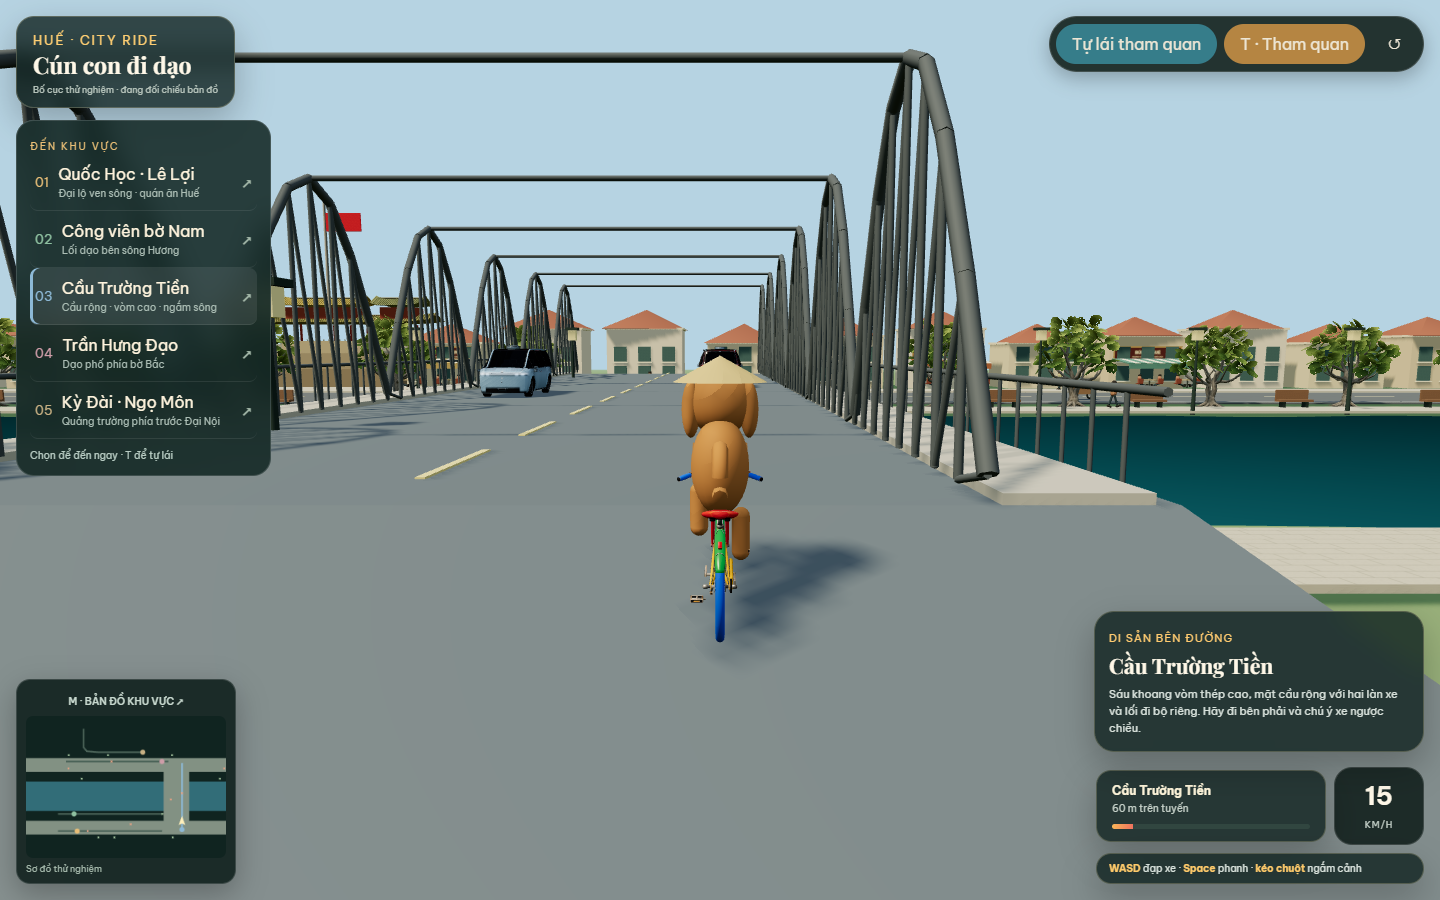 HUẾ · CITY RIDE
Cún con đi dạo
Bố cục thử nghiệm · đang đối chiếu bản đồ
Tự lái tham quan
T · Tham quan
↺
ĐẾN KHU VỰC
01 Quốc Học · Lê Lợi ↗
Đại lộ ven sông · quán ăn Huế
02 Công viên bờ Nam ↗
Lối dạo bên sông Hương
03 Cầu Trường Tiền ↗
Cầu rộng · vòm cao · ngắm sông
04 Trần Hưng Đạo ↗
Dạo phố phía bờ Bắc
05 Kỳ Đài · Ngọ Môn ↗
Quảng trường phía trước Đại Nội
Chọn để đến ngay · T để tự lái
M · BẢN ĐỒ KHU VỰC ↗
Sơ đồ thử nghiệm
DI SẢN BÊN ĐƯỜNG
Cầu Trường Tiền
Sáu khoang vòm thép cao, mặt cầu rộng với hai làn xe
và lối đi bộ riêng. Hãy đi bên phải và chú ý xe ngược
chiều.
Cầu Trường Tiền
60 m trên tuyến
15
KM/H
WASD đạp xe · Space phanh · kéo chuột ngắm cảnh